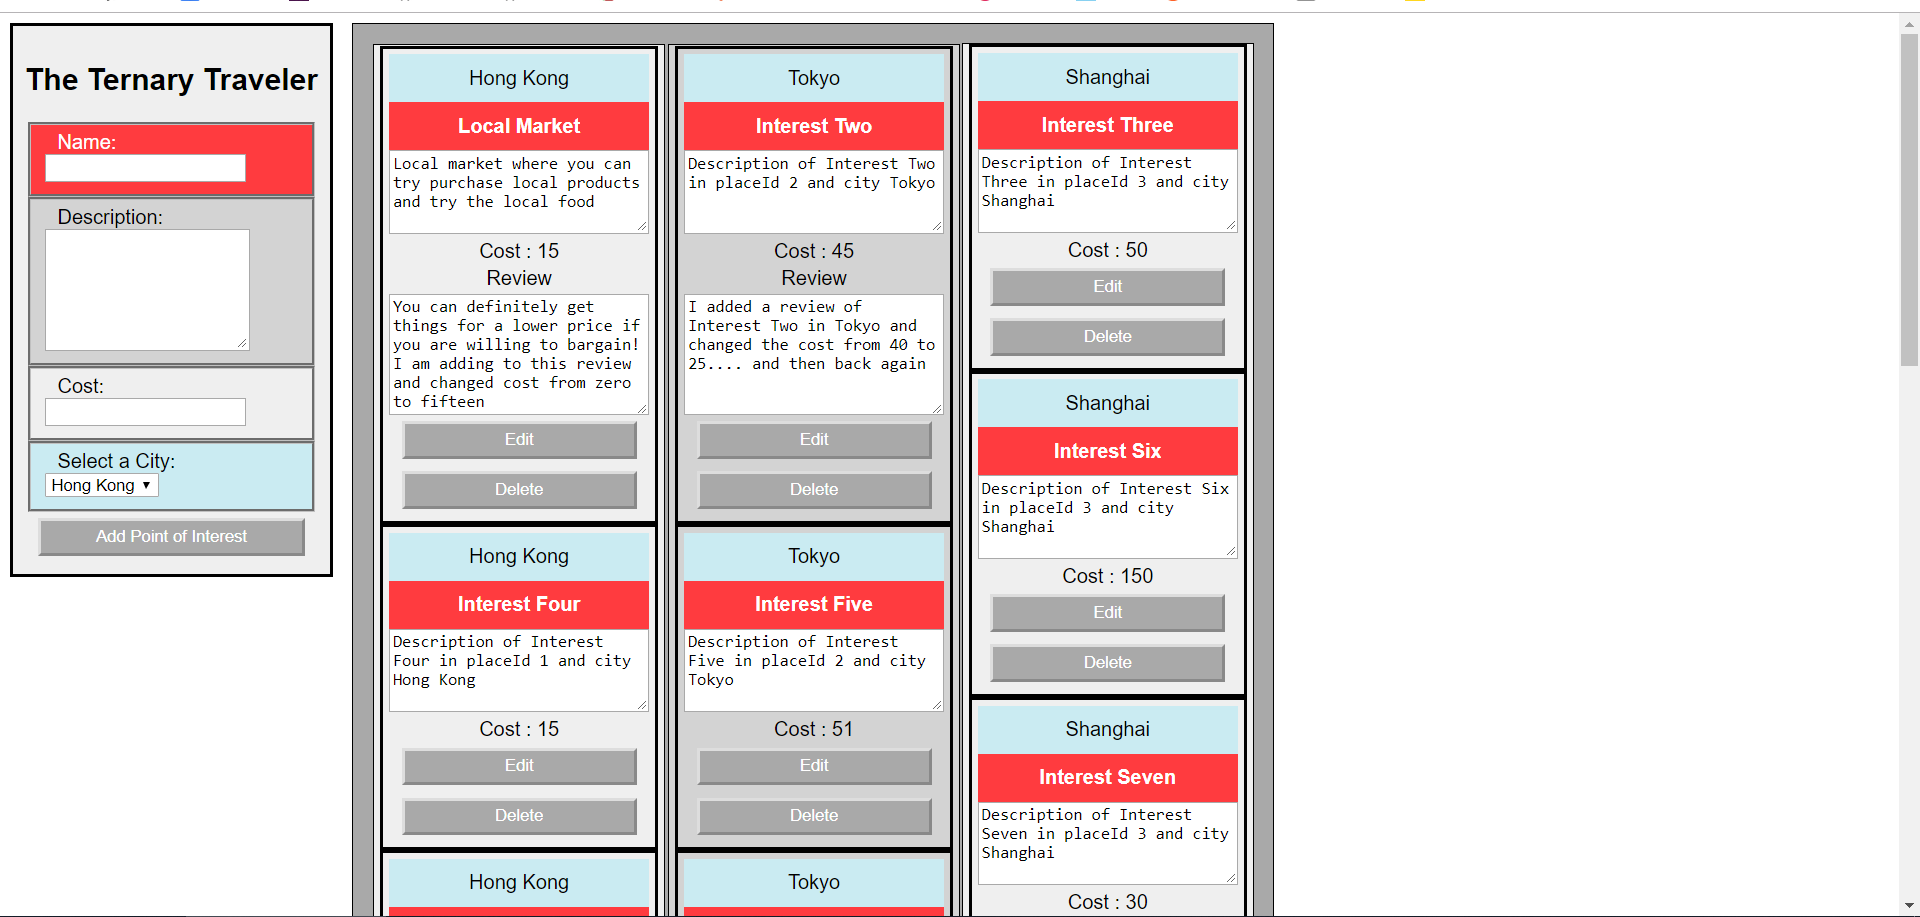 The Ternary Traveler
Name:
Description:
Cost:
Select a City:
Hong Kong
Add Point of Interest
Hong Kong
Local Market
Local market where you can
try purchase local products
and try the local food
Cost : 15
Review
You can definitely get
things for a lower price if
you are willing to bargain!
I am adding to this review
and changed cost from zero
to fifteen
Edit
Delete
Hong Kong
Interest Four
Description of Interest
Four in placeId 1 and city
Hong Kong
Cost : 15
Edit
Delete
Hong Kong
Tokyo
Interest Two
Description of Interest Two
in placeId 2 and city Tokyo
Cost : 45
Review
I added a review of
Interest Two in Tokyo and
changed the cost from 40 to
25.... and then back again
Edit
Delete
Tokyo
Interest Five
Description of Interest
Five in placeId 2 and city
Tokyo
Cost : 51
Edit
Delete
Tokyo
Shanghai
Interest Three
Description of Interest
Three in placeId 3 and city
Shanghai
Cost : 50
Edit
Delete
Shanghai
Interest Six
Description of Interest Six
in placeId 3 and city
Shanghai
Cost : 150
Edit
Delete
Shanghai
Interest Seven
Description of Interest
Seven in placeId 3 and city
Shanghai
Cost : 30